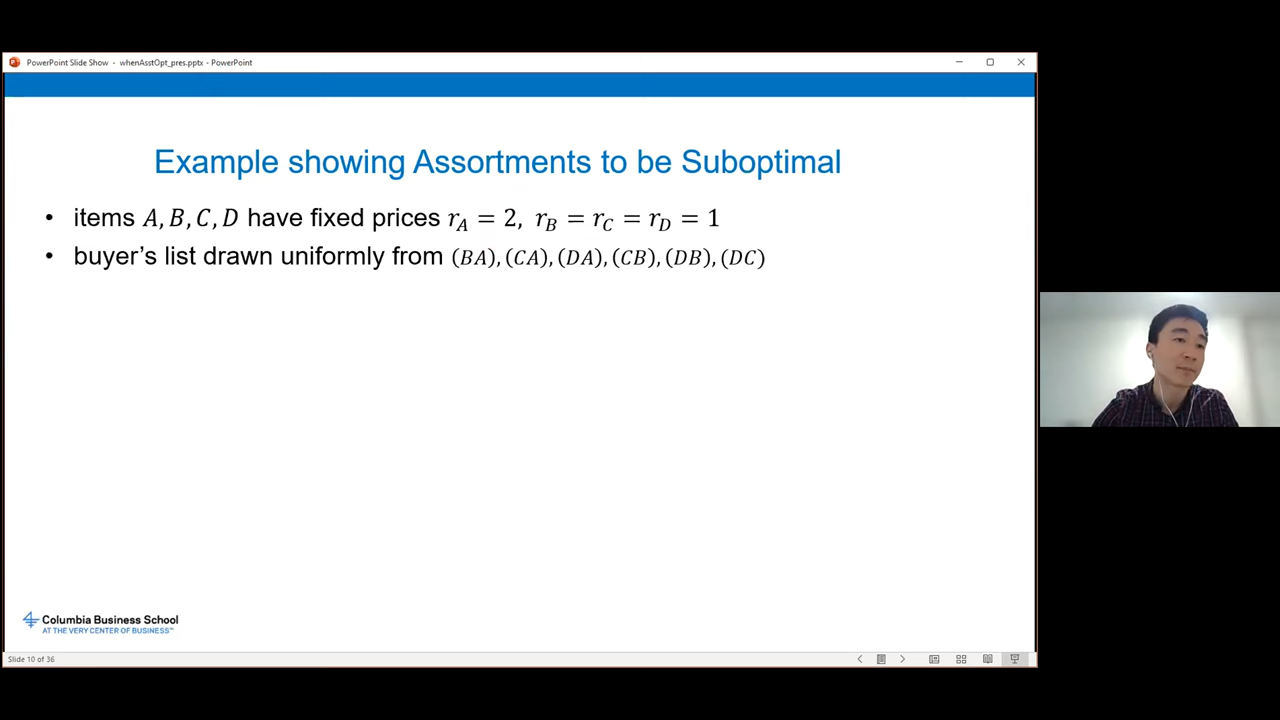 PowerPoint Slide Show - whenAsstOpt_pres.pptx - PowerPoint
Example showing Assortments to be Suboptimal
• items A, B, C, D have fixed prices r_A = 2, r_B = r_C = r_D = 1
• buyer's list drawn uniformly from (BA), (CA), (DA), (CB), (DB), (DC)
Columbia Business School
AT THE VERY CENTER OF BUSINESS™
Slide 10 of 36